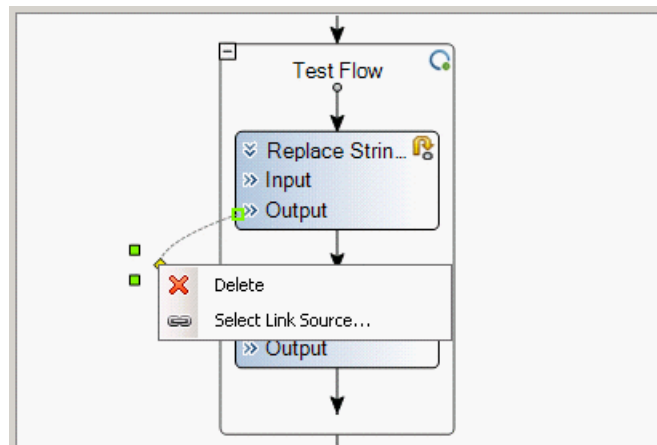 Test Flow
Replace Strin...
Input
Output
Delete
Select Link Source...
Output